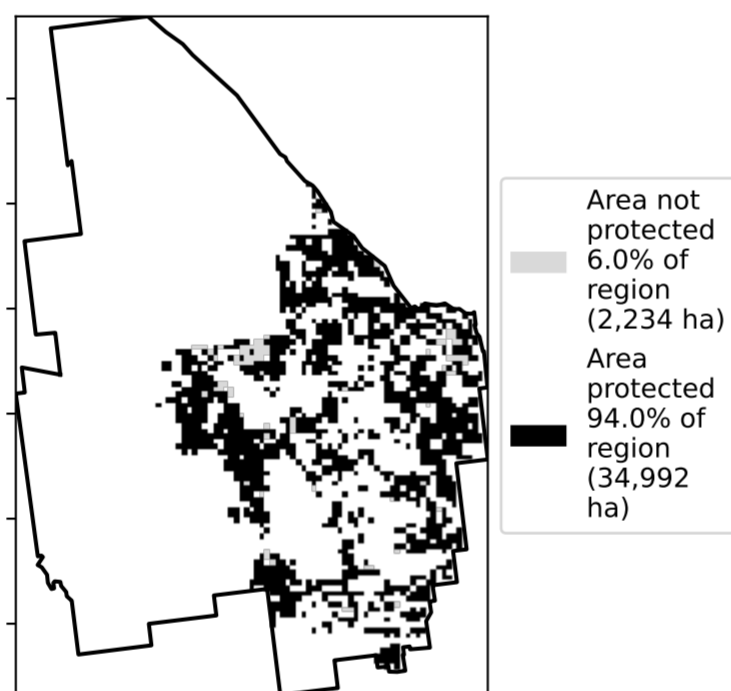 Area not
protected
6.0% of
region
(2,234 ha)
Area
protected
94.0% of
region
(34,992
ha)